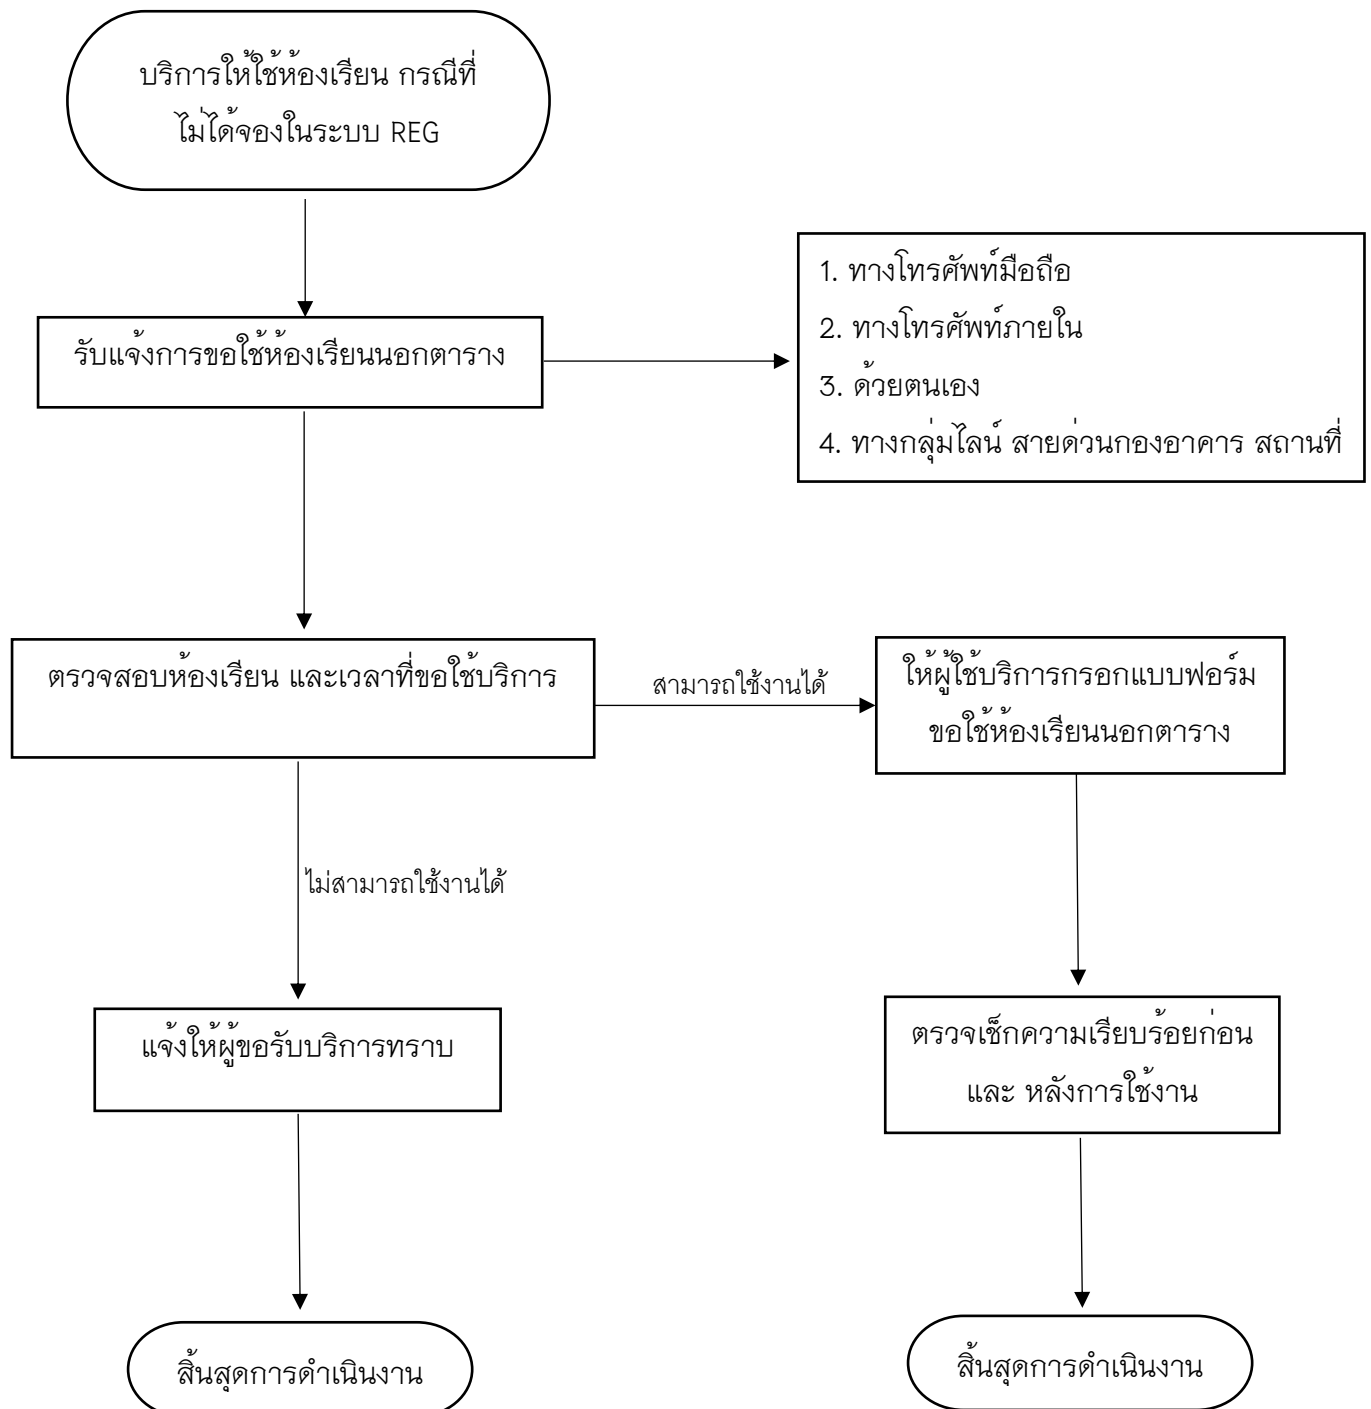 บริการให้ใช้ห้องเรียน กรณีที่
ไม่ได้จองในระบบ REG
รับแจ้งการขอใช้ห้องเรียนนอกตาราง
1. ทางโทรศัพท์มือถือ
2. ทางโทรศัพท์ภายใน
3. ด้วยตนเอง
4. ทางกลุ่มไลน์ สายด่วนกองอาคาร สถานที่
ตรวจสอบห้องเรียน และเวลาที่ขอใช้บริการ
สามารถใช้งานได้
ให้ผู้ใช้บริการกรอกแบบฟอร์ม
ขอใช้ห้องเรียนนอกตาราง
ไม่สามารถใช้งานได้
แจ้งให้ผู้ขอรับบริการทราบ
ตรวจเช็กความเรียบร้อยก่อน
และ หลังการใช้งาน
สิ้นสุดการดำเนินงาน
สิ้นสุดการดำเนินงาน